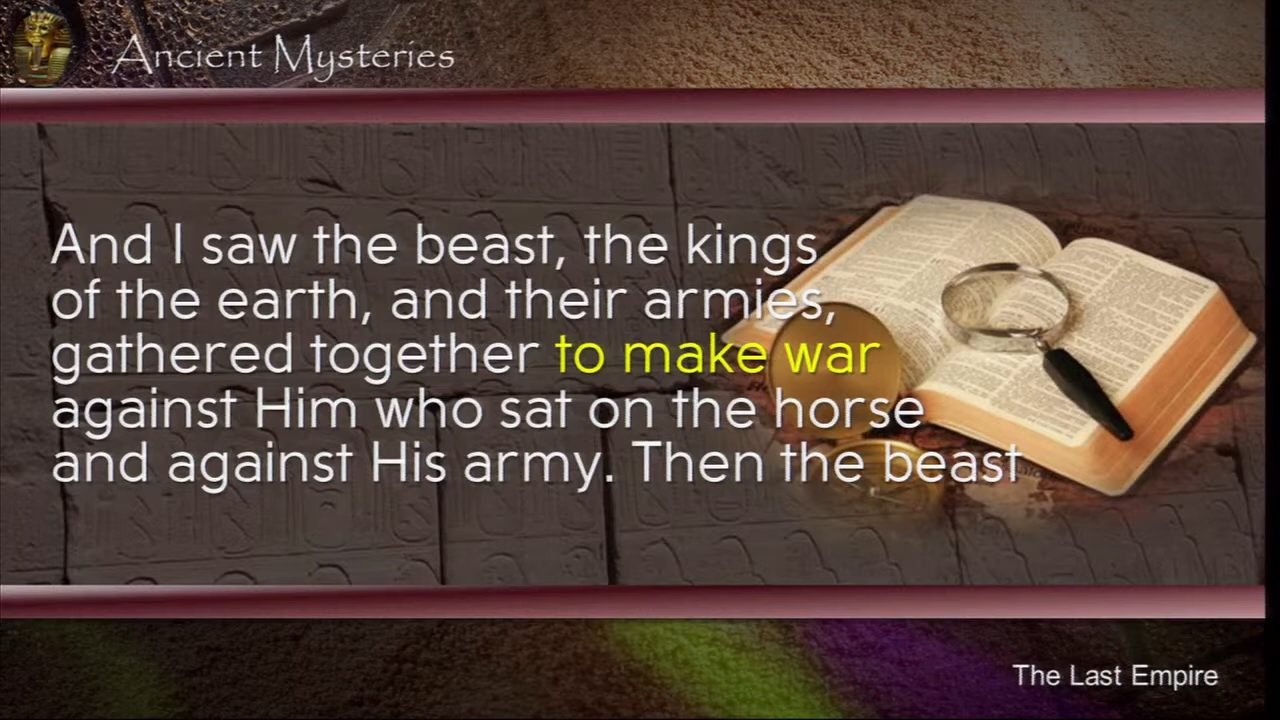 Ancient Mysteries
And I saw the beast, the kings
of the earth, and their armies,
gathered together to make war
against Him who sat on the horse
and against His army. Then the beast
The Last Empire